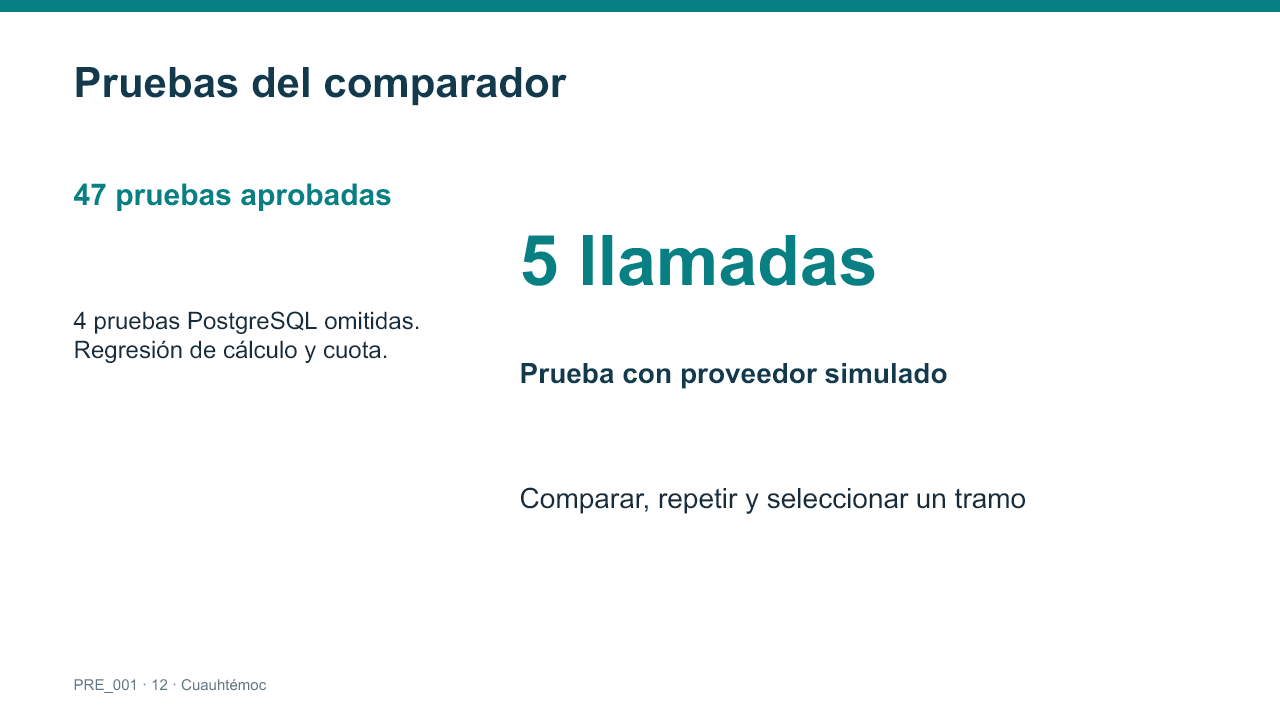 Pruebas del comparador
47 pruebas aprobadas
4 pruebas PostgreSQL omitidas.
Regresión de cálculo y cuota.
5 llamadas
Prueba con proveedor simulado
Comparar, repetir y seleccionar un tramo
PRE_001 · 12 · Cuauhtémoc